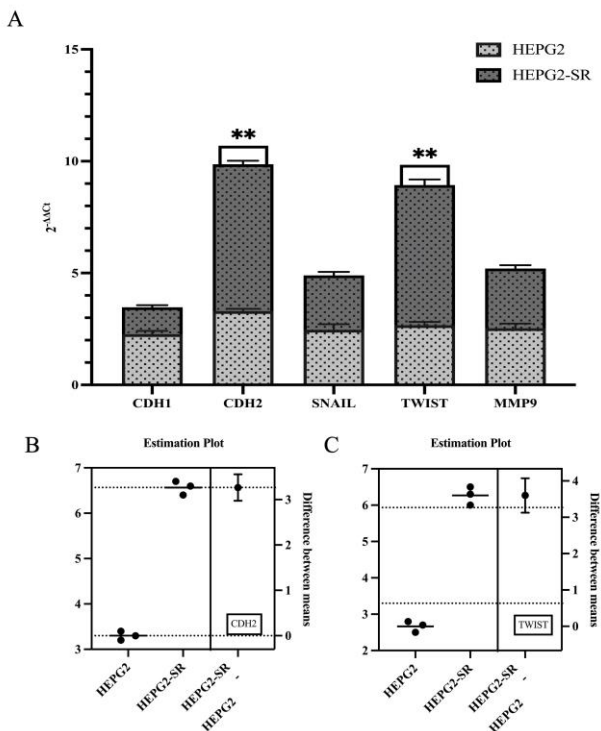 A
15
10
5
0
2^-ΔΔCt
HEPG2
HEPG2-SR
**
**
CDH1 CDH2 SNAIL TWIST MMP9
B
Estimation Plot
7
6
5
4
3
3
2
1
0
Difference between means
CDH2
HEPG2
HEPG2-SR
HEPG2-SR
-
HEPG2
C
Estimation Plot
7
6
5
4
3
2
4
3
2
1
0
Difference between means
TWIST
HEPG2
HEPG2-SR
HEPG2-SR
-
HEPG2